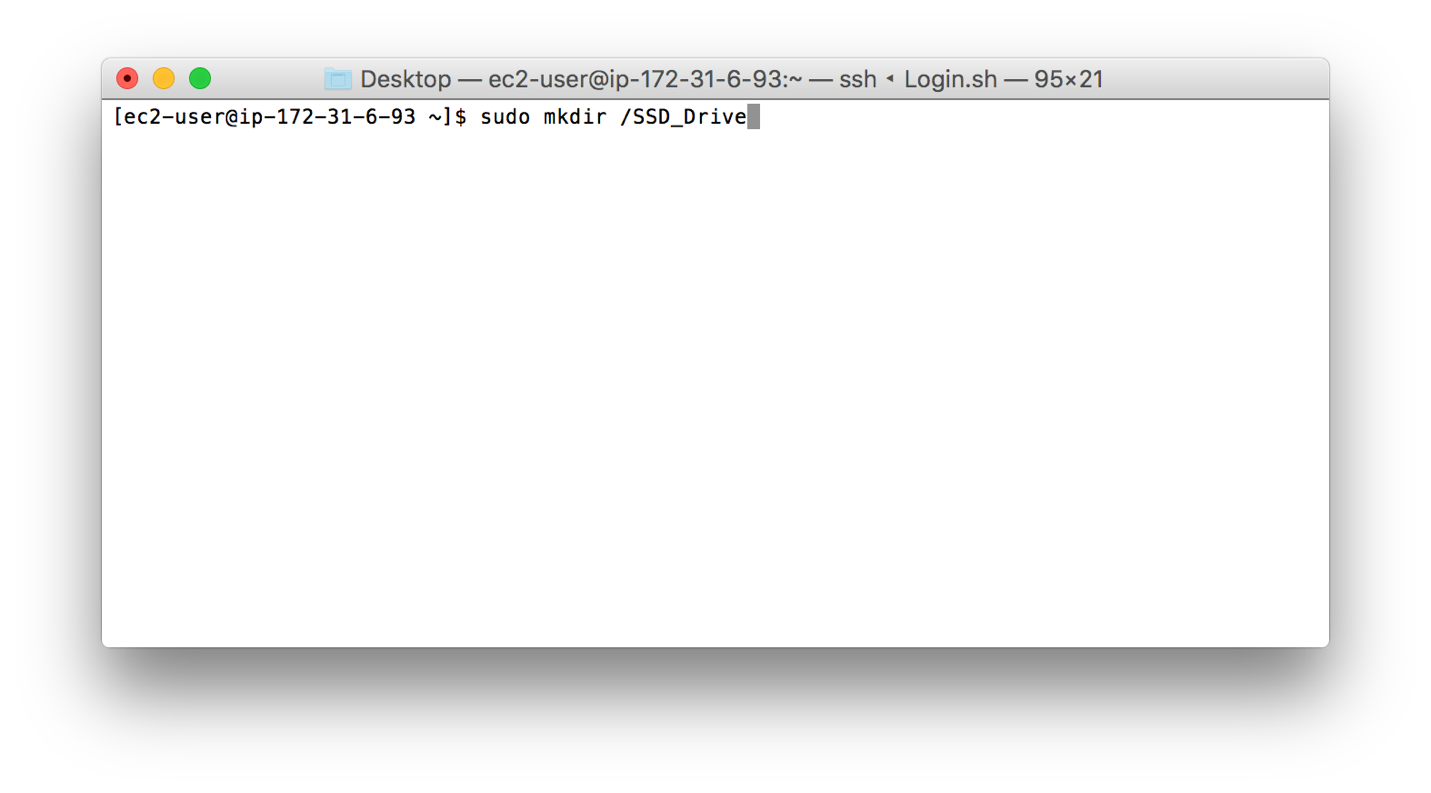 Desktop — ec2-user@ip-172-31-6-93:~ — ssh ◂ Login.sh — 95×21
[ec2-user@ip-172-31-6-93 ~]$ sudo mkdir /SSD_Drive